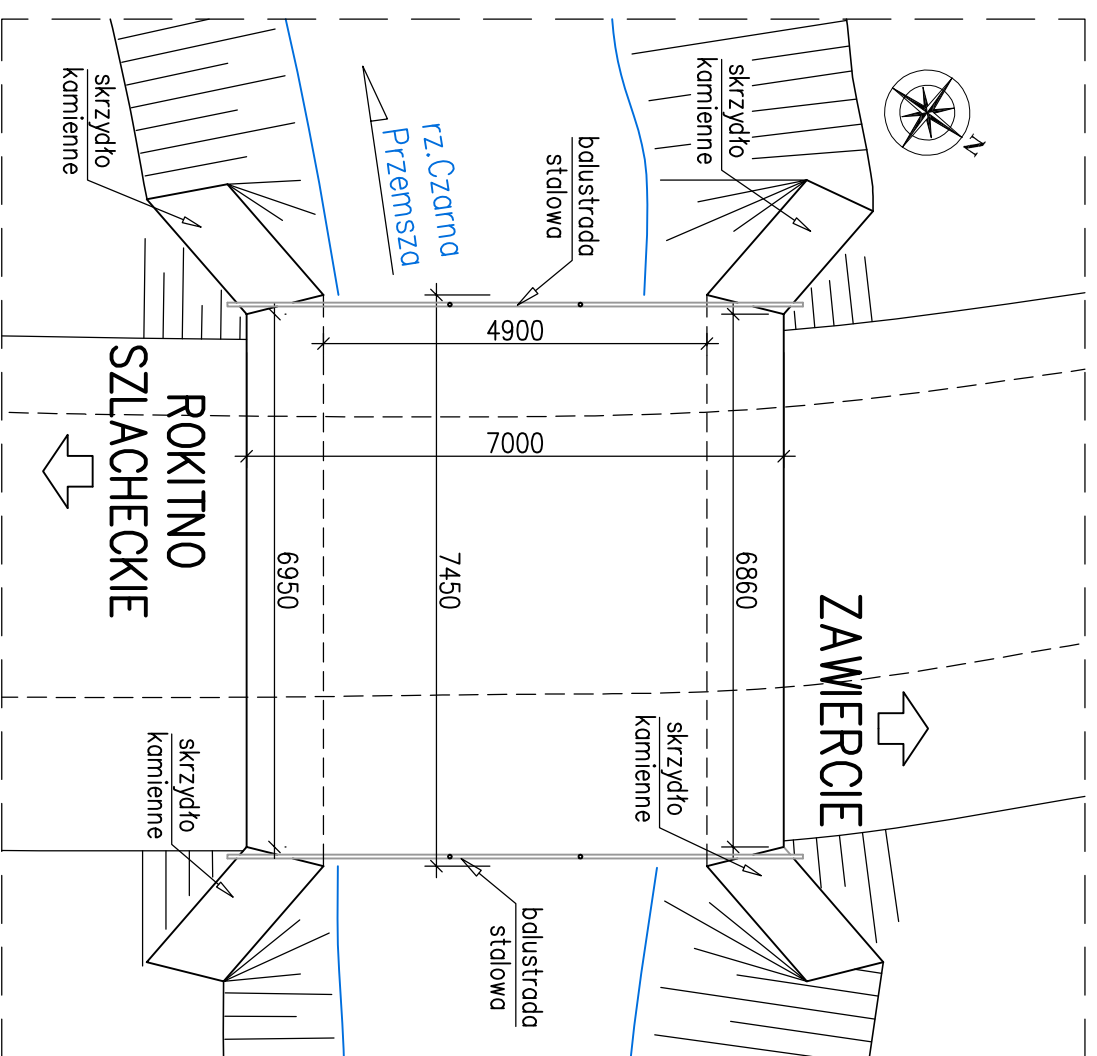 N
skrzydło
kamienne
skrzydło
kamienne
balustrada
stalowa
rz.Czarna
Przemsza
4900
7000
6950
7450
6860
ROKITNO
SZLACHECKIE
ZAWIERCIE
skrzydło
kamienne
skrzydło
kamienne
balustrada
stalowa